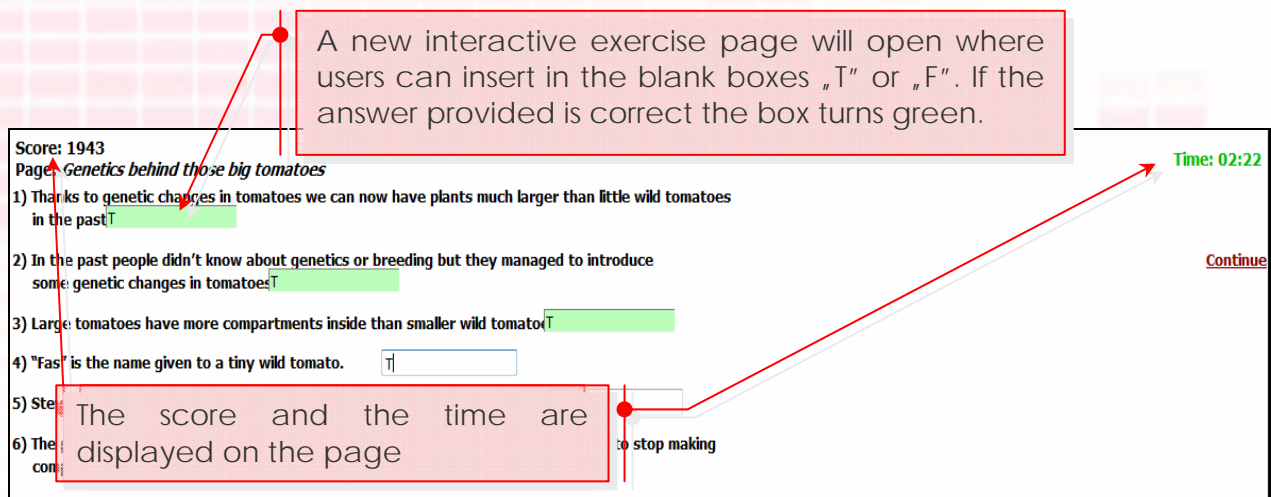 A new interactive exercise page will open where
users can insert in the blank boxes „T” or „F”. If the
answer provided is correct the box turns green.
Score: 1943
Page: Genetics behind those big tomatoes
Time: 02:22
1) Thanks to genetic changes in tomatoes we can now have plants much larger than little wild tomatoes
in the past T
2) In the past people didn't know about genetics or breeding but they managed to introduce
some genetic changes in tomatoes T
Continue
3) Large tomatoes have more compartments inside than smaller wild T
4) "Fas" is the name given to a tiny wild tomato. T
5)
The score and the time are
displayed on the page
6) The to stop making